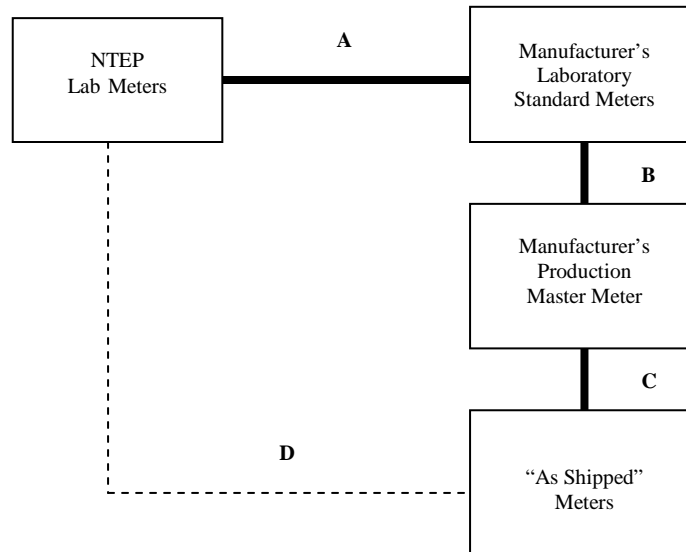 NTEP
Lab Meters
A
Manufacturer’s
Laboratory
Standard Meters
B
Manufacturer’s
Production
Master Meter
C
D
“As Shipped”
Meters